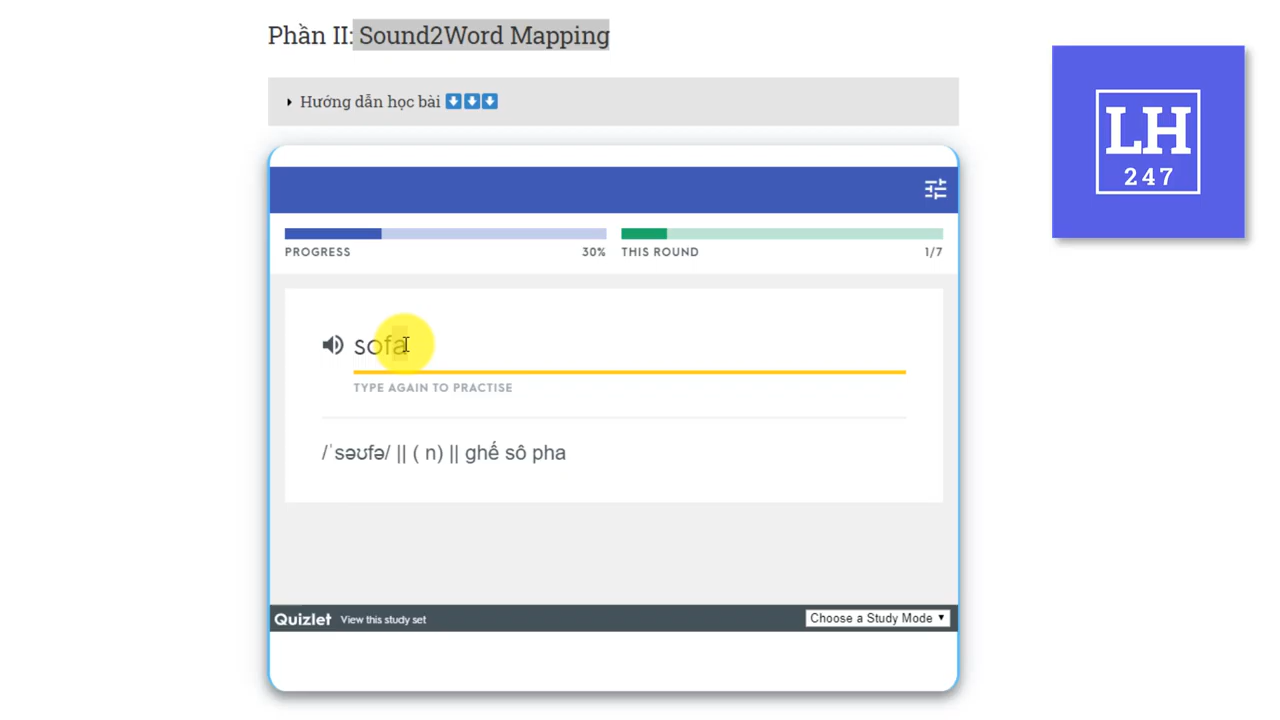 Phần II: Sound2Word Mapping
Hướng dẫn học bài
LH
247
PROGRESS 30% THIS ROUND 1/7
sofa
TYPE AGAIN TO PRACTISE
/ˈsəʊfə/ || ( n) || ghế sô pha
Quizlet View this study set Choose a Study Mode